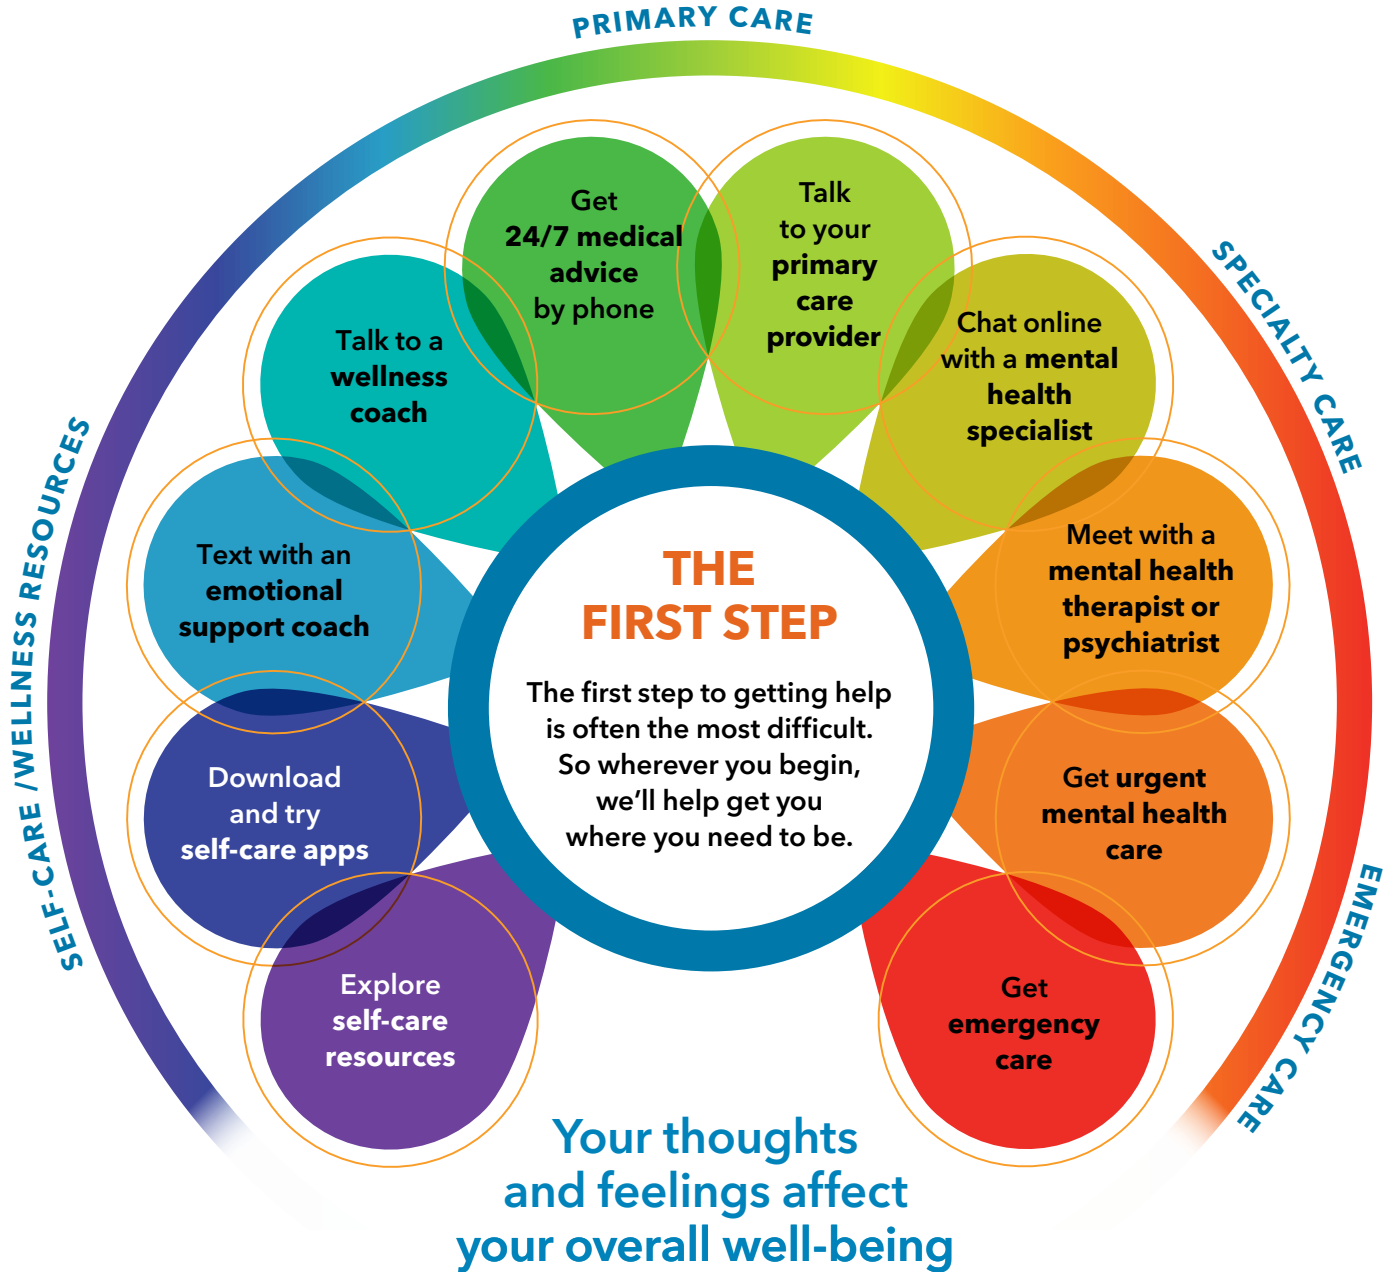 PRIMARY CARE
SPECIALTY CARE
EMERGENCY CARE
SELF-CARE /WELLNESS RESOURCES
Explore
self-care
resources
Download
and try
self-care apps
Text with an
emotional
support coach
Talk to a
wellness
coach
Get
24/7 medical
advice
by phone
Talk
to your
primary
care
provider
Chat online
with a mental
health
specialist
Meet with a
mental health
therapist or
psychiatrist
Get urgent
mental health
care
Get
emergency
care
THE
FIRST STEP
The first step to getting help
is often the most difficult.
So wherever you begin,
we’ll help get you
where you need to be.
Your thoughts
and feelings affect
your overall well-being